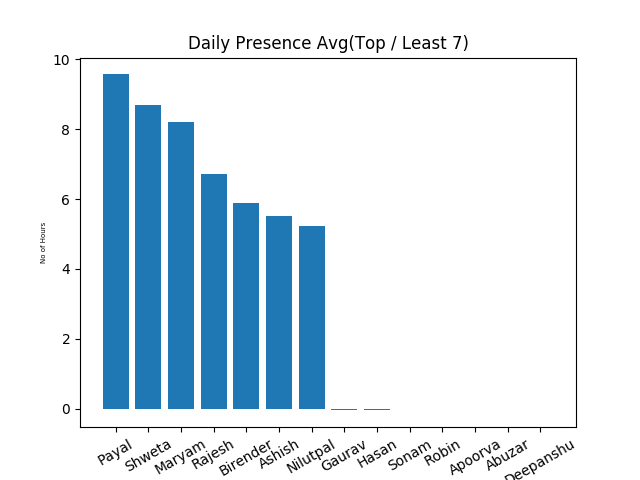 Daily Presence Avg(Top / Least 7)
No of Hours
10
8
6
4
2
0
Payal
Shweta
Maryam
Rajesh
Birender
Ashish
Nilutpal
Gaurav
Hasan
Sonam
Robin
Apoorva
Abuzar
Deepanshu